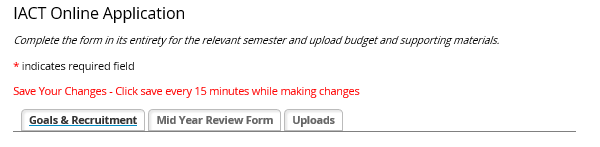 IACT Online Application
Complete the form in its entirety for the relevant semester and upload budget and supporting materials.
* indicates required field
Save Your Changes - Click save every 15 minutes while making changes
Goals & Recruitment Mid Year Review Form Uploads